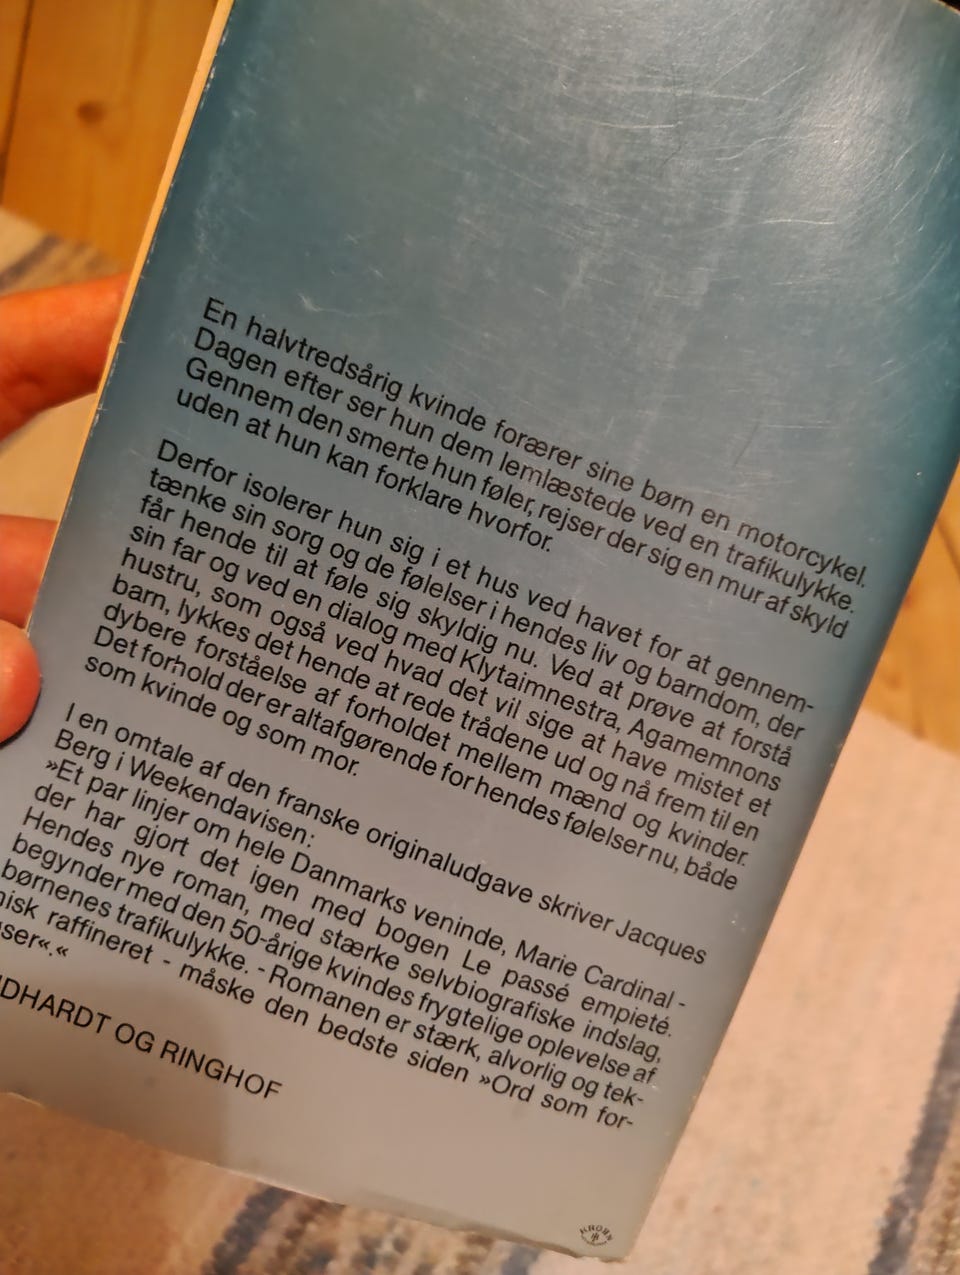 En halvtredsårig kvinde forærer sine børn en motorcykel.
Dagen efter ser hun dem lemlæstede ved en trafikulykke.
Gennem den smerte hun føler, rejser der sig en mur af skyld
uden at hun kan forklare hvorfor.
Derfor isolerer hun sig i et hus ved havet for at gennem-
tænke sin sorg og de følelser i hendes liv og barndom, der
får hende til at føle sig skyldig nu. Ved at prøve at forstå
sin far og ved en dialog med Klytaimnestra, Agamemnons
hustru, som også ved hvad det vil sige at have mistet et
barn, lykkes det hende at rede trådene ud og nå frem til en
dybere forståelse af forholdet mellem mænd og kvinder.
Det forhold der er altafgørende for hendes følelser nu, både
som kvinde og som mor.
I en omtale af den franske originaludgave skriver Jacques
Berg i Weekendavisen:
»Et par linjer om hele Danmarks veninde, Marie Cardinal -
der har gjort det igen med bogen Le passé empieté.
Hendes nye roman, med stærke selvbiografiske indslag,
begynder med den 50-årige kvindes frygtelige oplevelse af
børnenes trafikulykke. - Romanen er stærk, alvorlig og tek-
nisk raffineret - måske den bedste siden »Ord som for-
ser«.«
DHARDT OG RINGHOF
KROHN